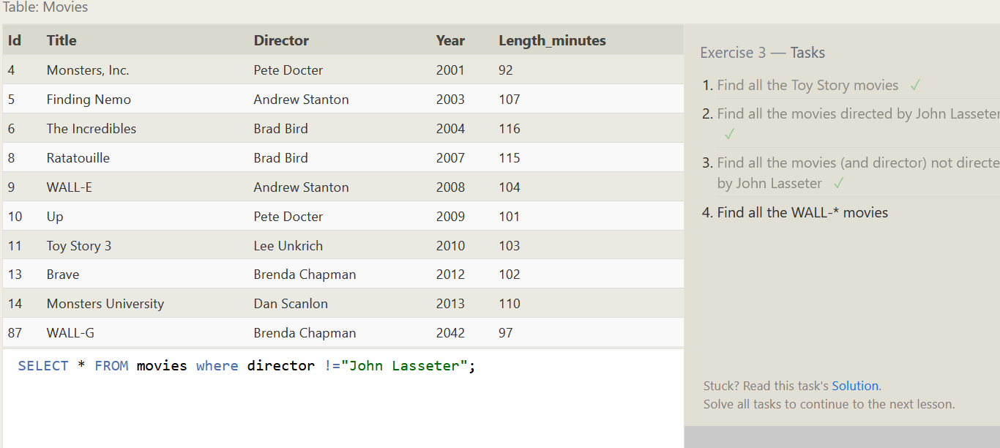 Table: Movies
Id Title Director Year Length_minutes
4 Monsters, Inc. Pete Docter 2001 92
5 Finding Nemo Andrew Stanton 2003 107
6 The Incredibles Brad Bird 2004 116
8 Ratatouille Brad Bird 2007 115
9 WALL-E Andrew Stanton 2008 104
10 Up Pete Docter 2009 101
11 Toy Story 3 Lee Unkrich 2010 103
13 Brave Brenda Chapman 2012 102
14 Monsters University Dan Scanlon 2013 110
87 WALL-G Brenda Chapman 2042 97
SELECT * FROM movies where director !="John Lasseter";
Exercise 3 — Tasks
1. Find all the Toy Story movies ✓
2. Find all the movies directed by John Lasseter
✓
3. Find all the movies (and director) not directe
by John Lasseter ✓
4. Find all the WALL-* movies
Stuck? Read this task's Solution.
Solve all tasks to continue to the next lesson.